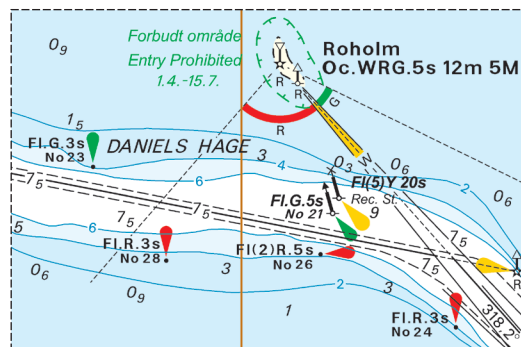 Forbudt område
Entry Prohibited
1.4.-15.7.
Roholm
Oc.WRG.5s 12m 5M
0₉
R
R
G
R
W
1₅
Fl.G.3s
No 23
DANIELS HAGE
3
4
6
0₃
0₆
2
Fl(5)Y 20s
Rec. St.
Fl.G.5s
No 21
9
0₆
7₅
7₅
7₅
7₅
7₅
5
6
Fl.R.3s
No 28
Fl(2)R.5s
No 26
R
0₆
0₉
3
2
3
1
Fl.R.3s
No 24
318,2°